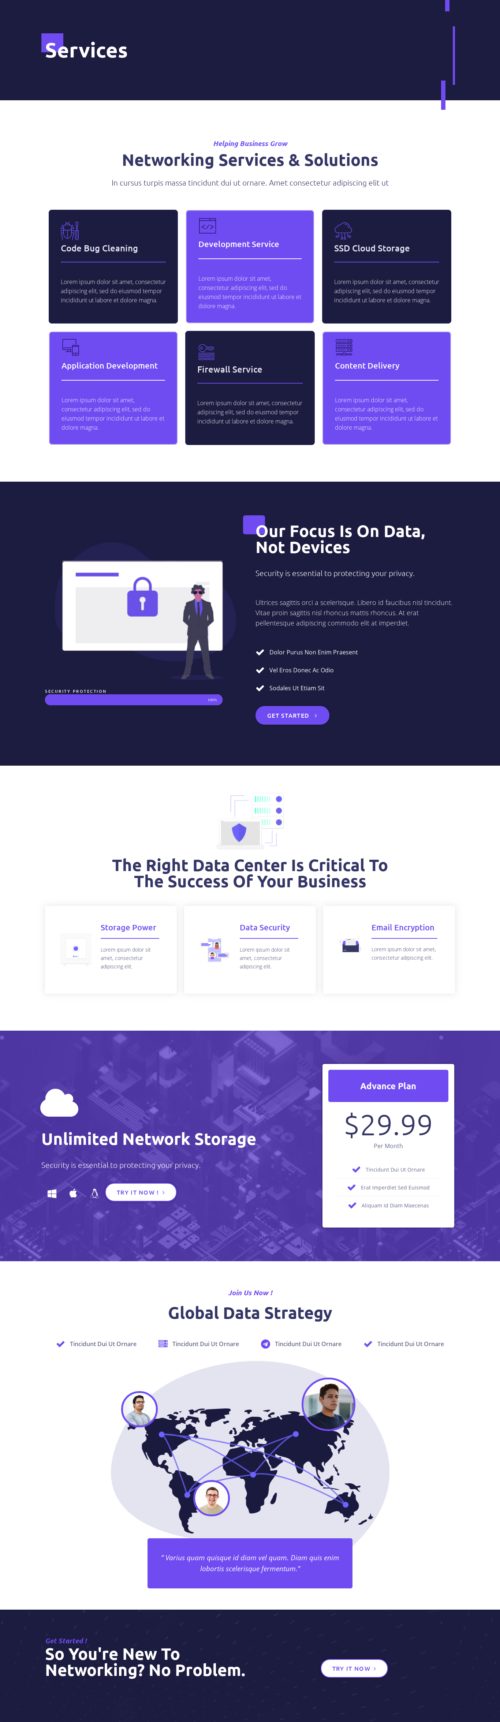 Services
Helping Business Grow
Networking Services & Solutions
In cursus turpis massa tincidunt dui ut ornare. Amet consectetur adipiscing elit ut
Code Bug Cleaning
Lorem ipsum dolor sit amet, consectetur
adipiscing elit, sed do eiusmod tempor
incididunt ut labore et dolore magna.
Development Service
Lorem ipsum dolor sit amet,
consectetur adipiscing elit, sed do
eiusmod tempor incididunt ut labore et
dolore magna.
SSD Cloud Storage
Lorem ipsum dolor sit amet, consectetur
adipiscing elit, sed do eiusmod tempor
incididunt ut labore et dolore magna.
Application Development
Lorem ipsum dolor sit amet,
consectetur adipiscing elit, sed do
eiusmod tempor incididunt ut labore et
dolore magna.
Firewall Service
Lorem ipsum dolor sit amet, consectetur
adipiscing elit, sed do eiusmod tempor
incididunt ut labore et dolore magna.
Content Delivery
Lorem ipsum dolor sit amet,
consectetur adipiscing elit, sed do
eiusmod tempor incididunt ut labore et
dolore magna.
SECURITY PROTECTION
Our Focus Is On Data,
Not Devices
Security is essential to protecting your privacy.
Ultrices sagittis orci a scelerisque. Libero id faucibus nisl tincidunt.
Vitae proin sagittis nisl rhoncus mattis rhoncus. At erat
pellentesque adipiscing commodo elit at imperdiet.
Dolor Purus Non Enim Praesent
Vel Eros Donec Ac Odio
Sodales Ut Etiam Sit
GET STARTED
The Right Data Center Is Critical To
The Success Of Your Business
Storage Power
Lorem ipsum dolor sit
amet, consectetur
adipiscing elit.
Data Security
Lorem ipsum dolor sit
amet, consectetur
adipiscing elit.
Email Encryption
Lorem ipsum dolor sit amet,
consectetur adipiscing elit.
Unlimited Network Storage
Security is essential to protecting your privacy.
TRY IT NOW !
Advance Plan
$29.99
Per Month
Tincidunt Dui Ut Ornare
Erat Imperdiet Sed Euismod
Aliquam Id Diam Maecenas
Join Us Now !
Global Data Strategy
Tincidunt Dui Ut Ornare
Tincidunt Dui Ut Ornare
Tincidunt Dui Ut Ornare
Tincidunt Dui Ut Ornare
" Varius quam quisque id diam vel quam. Diam quis enim
lobortis scelerisque fermentum."
Get Started !
So You're New To
Networking? No Problem.
TRY IT NOW